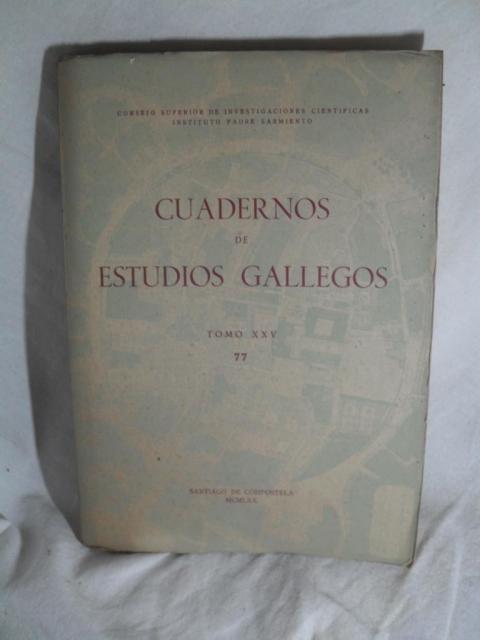 CONSEJO SUPERIOR DE INVESTIGACIONES CIENTIFICAS
INSTITUTO PADRE SARMIENTO
CUADERNOS
DE
ESTUDIOS GALLEGOS
TOMO XXV
77
SANTIAGO DE COMPOSTELA
MCMLXX